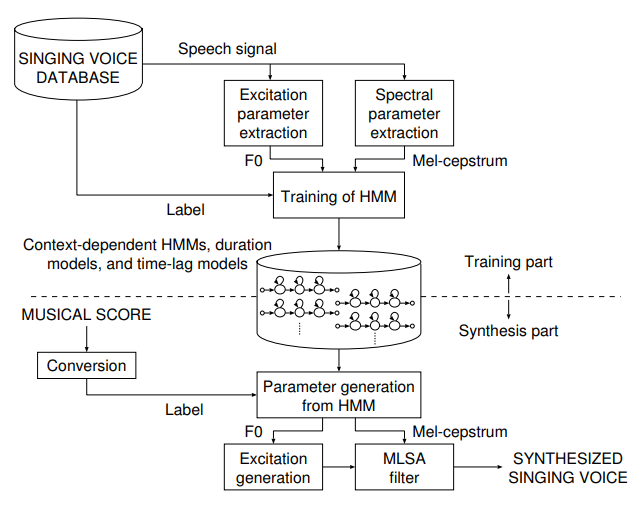 SINGING VOICE
DATABASE
Speech signal
Excitation
parameter
extraction
Spectral
parameter
extraction
F0
Mel-cepstrum
Training of HMM
Label
Context-dependent HMMs, duration
models, and time-lag models
Training part
Synthesis part
MUSICAL SCORE
Conversion
Label
Parameter generation
from HMM
F0
Mel-cepstrum
Excitation
generation
MLSA
filter
SYNTHESIZED
SINGING VOICE